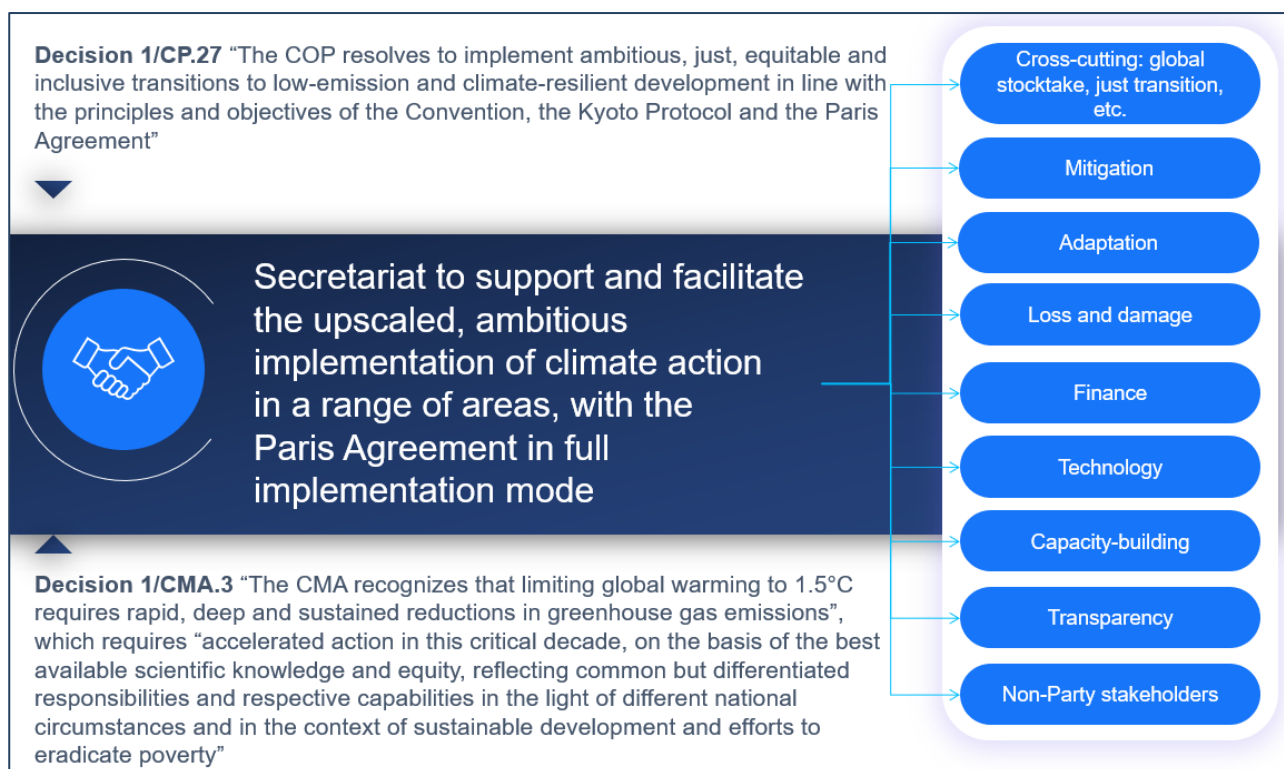 Decision 1/CP.27 “The COP resolves to implement ambitious, just, equitable and
inclusive transitions to low-emission and climate-resilient development in line with
the principles and objectives of the Convention, the Kyoto Protocol and the Paris
Agreement”
Secretariat to support and facilitate
the upscaled, ambitious
implementation of climate action
in a range of areas, with the
Paris Agreement in full
implementation mode
Decision 1/CMA.3 “The CMA recognizes that limiting global warming to 1.5°C
requires rapid, deep and sustained reductions in greenhouse gas emissions”,
which requires “accelerated action in this critical decade, on the basis of the best
available scientific knowledge and equity, reflecting common but differentiated
responsibilities and respective capabilities in the light of different national
circumstances and in the context of sustainable development and efforts to
eradicate poverty”
Cross-cutting: global
stocktake, just transition,
etc.
Mitigation
Adaptation
Loss and damage
Finance
Technology
Capacity-building
Transparency
Non-Party stakeholders